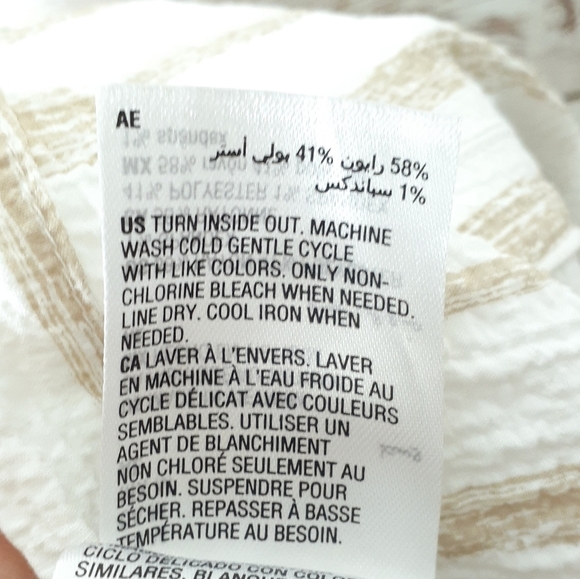 AE
58% رايون 41% بولي أستر
1% سباندكس
US TURN INSIDE OUT. MACHINE
WASH COLD GENTLE CYCLE
WITH LIKE COLORS. ONLY NON-
CHLORINE BLEACH WHEN NEEDED.
LINE DRY. COOL IRON WHEN
NEEDED.
CA LAVER À L'ENVERS. LAVER
EN MACHINE À L'EAU FROIDE AU
CYCLE DÉLICAT AVEC COULEURS
SEMBLABLES. UTILISER UN
AGENT DE BLANCHIMENT
NON CHLORÉ SEULEMENT AU
BESOIN. SUSPENDRE POUR
SÉCHER. REPASSER À BASSE
TEMPÉRATURE AU BESOIN.
CICLO DELICADO CON
SIMILARES.